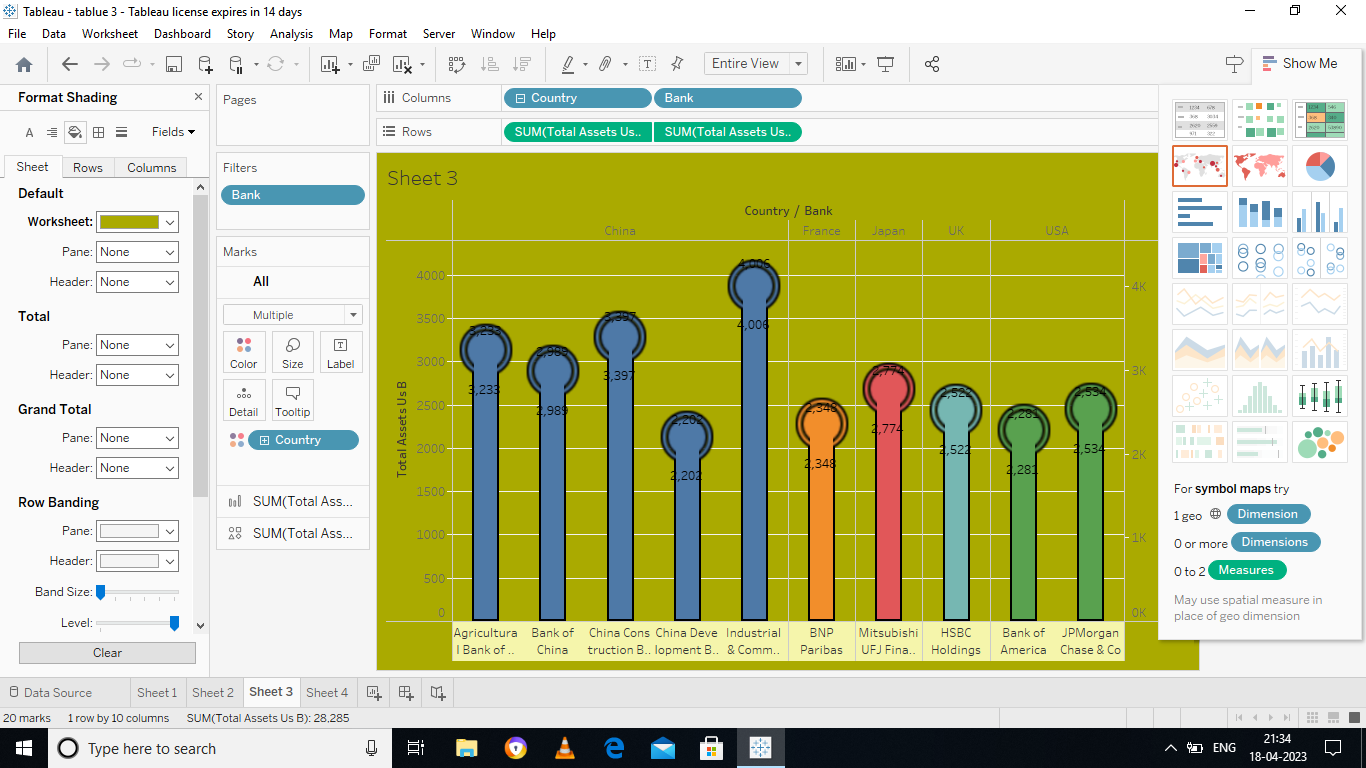 Tableau - tablue 3 - Tableau license expires in 14 days
File Data Worksheet Dashboard Story Analysis Map Format Server Window Help
Entire View
Show Me
Format Shading
Fields
Sheet Rows Columns
Default
Worksheet:
Pane: None
Header: None
Total
Pane: None
Header: None
Grand Total
Pane: None
Header: None
Row Banding
Pane:
Header:
Band Size:
Level:
Clear
Pages
Filters
Bank
Marks
All
Multiple
Color Size Label
Detail Tooltip
Country
SUM(Total Ass...
SUM(Total Ass...
Columns Country Bank
Rows SUM(Total Assets Us.. SUM(Total Assets Us..
Sheet 3
Country / Bank
China France Japan UK USA
Total Assets Us B
4000
3500
3000
2500
2000
1500
1000
500
0
4K
3K
2K
1K
0K
3,233 2,989 3,397 2,202 4,006 2,348 2,774 2,522 2,281 2,534
3,233 2,989 3,397 2,202 4,006 2,348 2,774 2,522 2,281 2,534
Agricultura Bank of China Cons China Deve Industrial BNP Mitsubishi HSBC Bank of JPMorgan
l Bank of .. China truction B.. lopment B.. & Comm.. Paribas UFJ Fina.. Holdings America Chase & Co
For symbol maps try
1 geo Dimension
0 or more Dimensions
0 to 2 Measures
May use spatial measure in
place of geo dimension
Data Source Sheet 1 Sheet 2 Sheet 3 Sheet 4
20 marks 1 row by 10 columns SUM(Total Assets Us B): 28,285
Type here to search
ENG
21:34
18-04-2023